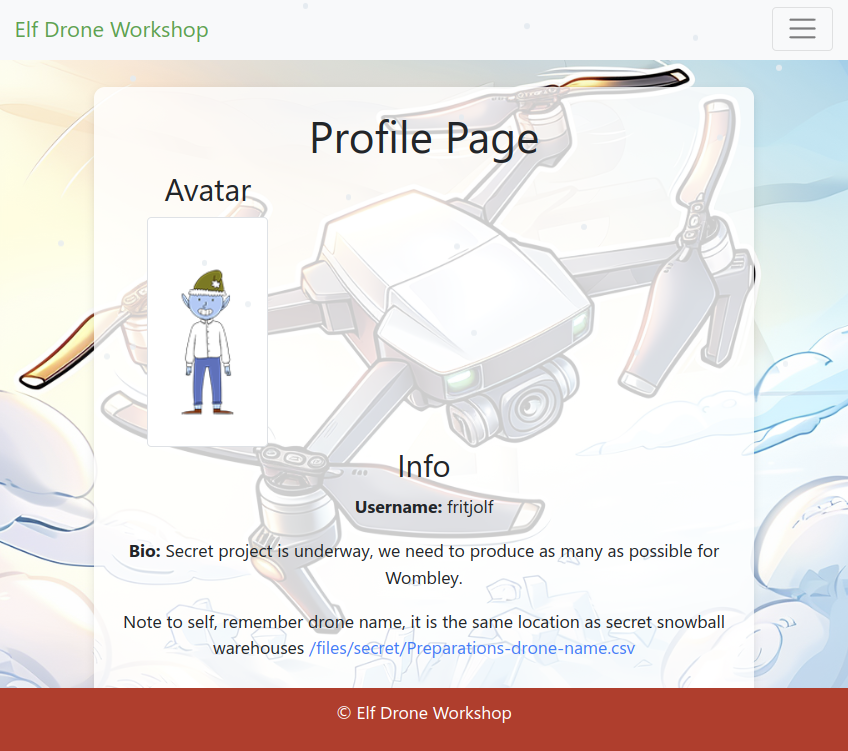 Elf Drone Workshop
Profile Page
Avatar
Info
Username: fritjolf
Bio: Secret project is underway, we need to produce as many as possible for
Wombley.
Note to self, remember drone name, it is the same location as secret snowball
warehouses /files/secret/Preparations-drone-name.csv
© Elf Drone Workshop